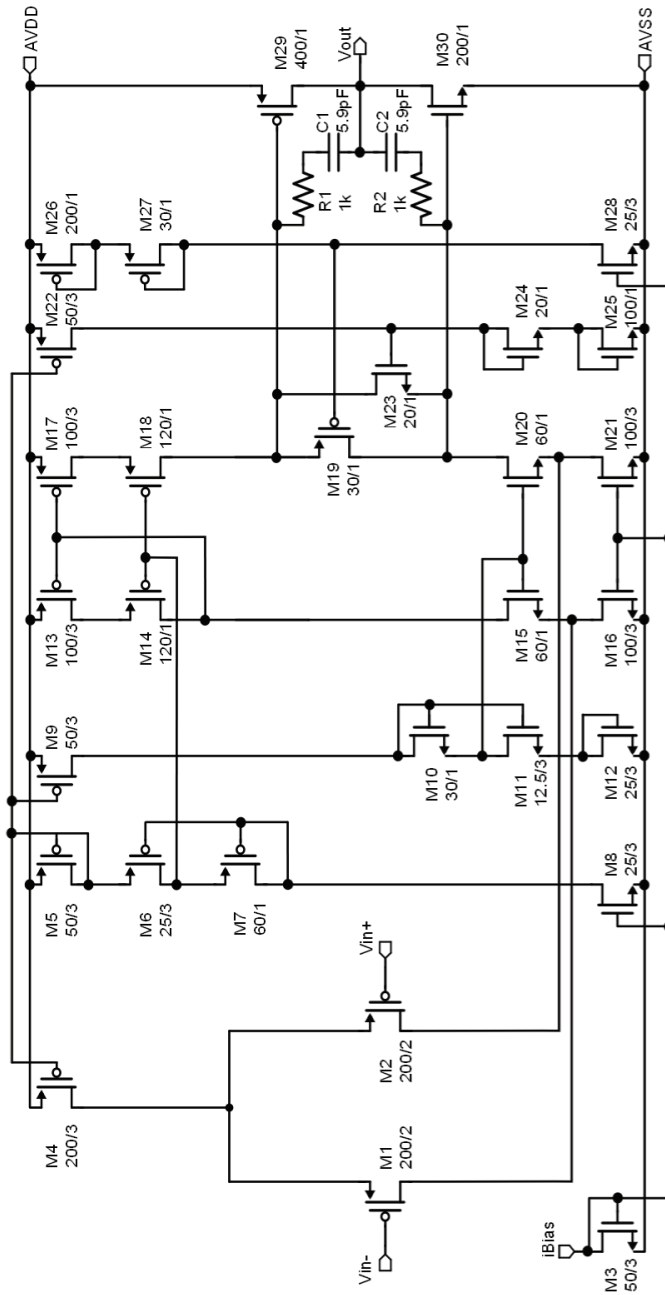 AVDD
M26
200/1
M27
30/1
M29
400/1
Vout
M30
200/1
AVSS
C1
5.9pF
C2
5.9pF
R1
1k
R2
1k
M28
25/3
M22
50/3
M24
20/1
M25
100/1
M23
20/1
M17
100/3
M18
120/1
M19
30/1
M20
60/1
M21
100/3
M13
100/3
M14
120/1
M15
60/1
M16
100/3
M9
50/3
M10
30/1
M11
12.5/3
M12
25/3
M5
50/3
M6
25/3
M7
60/1
M8
25/3
Vin+
M2
200/2
M4
200/3
M1
200/2
Vin-
iBias
M3
50/3